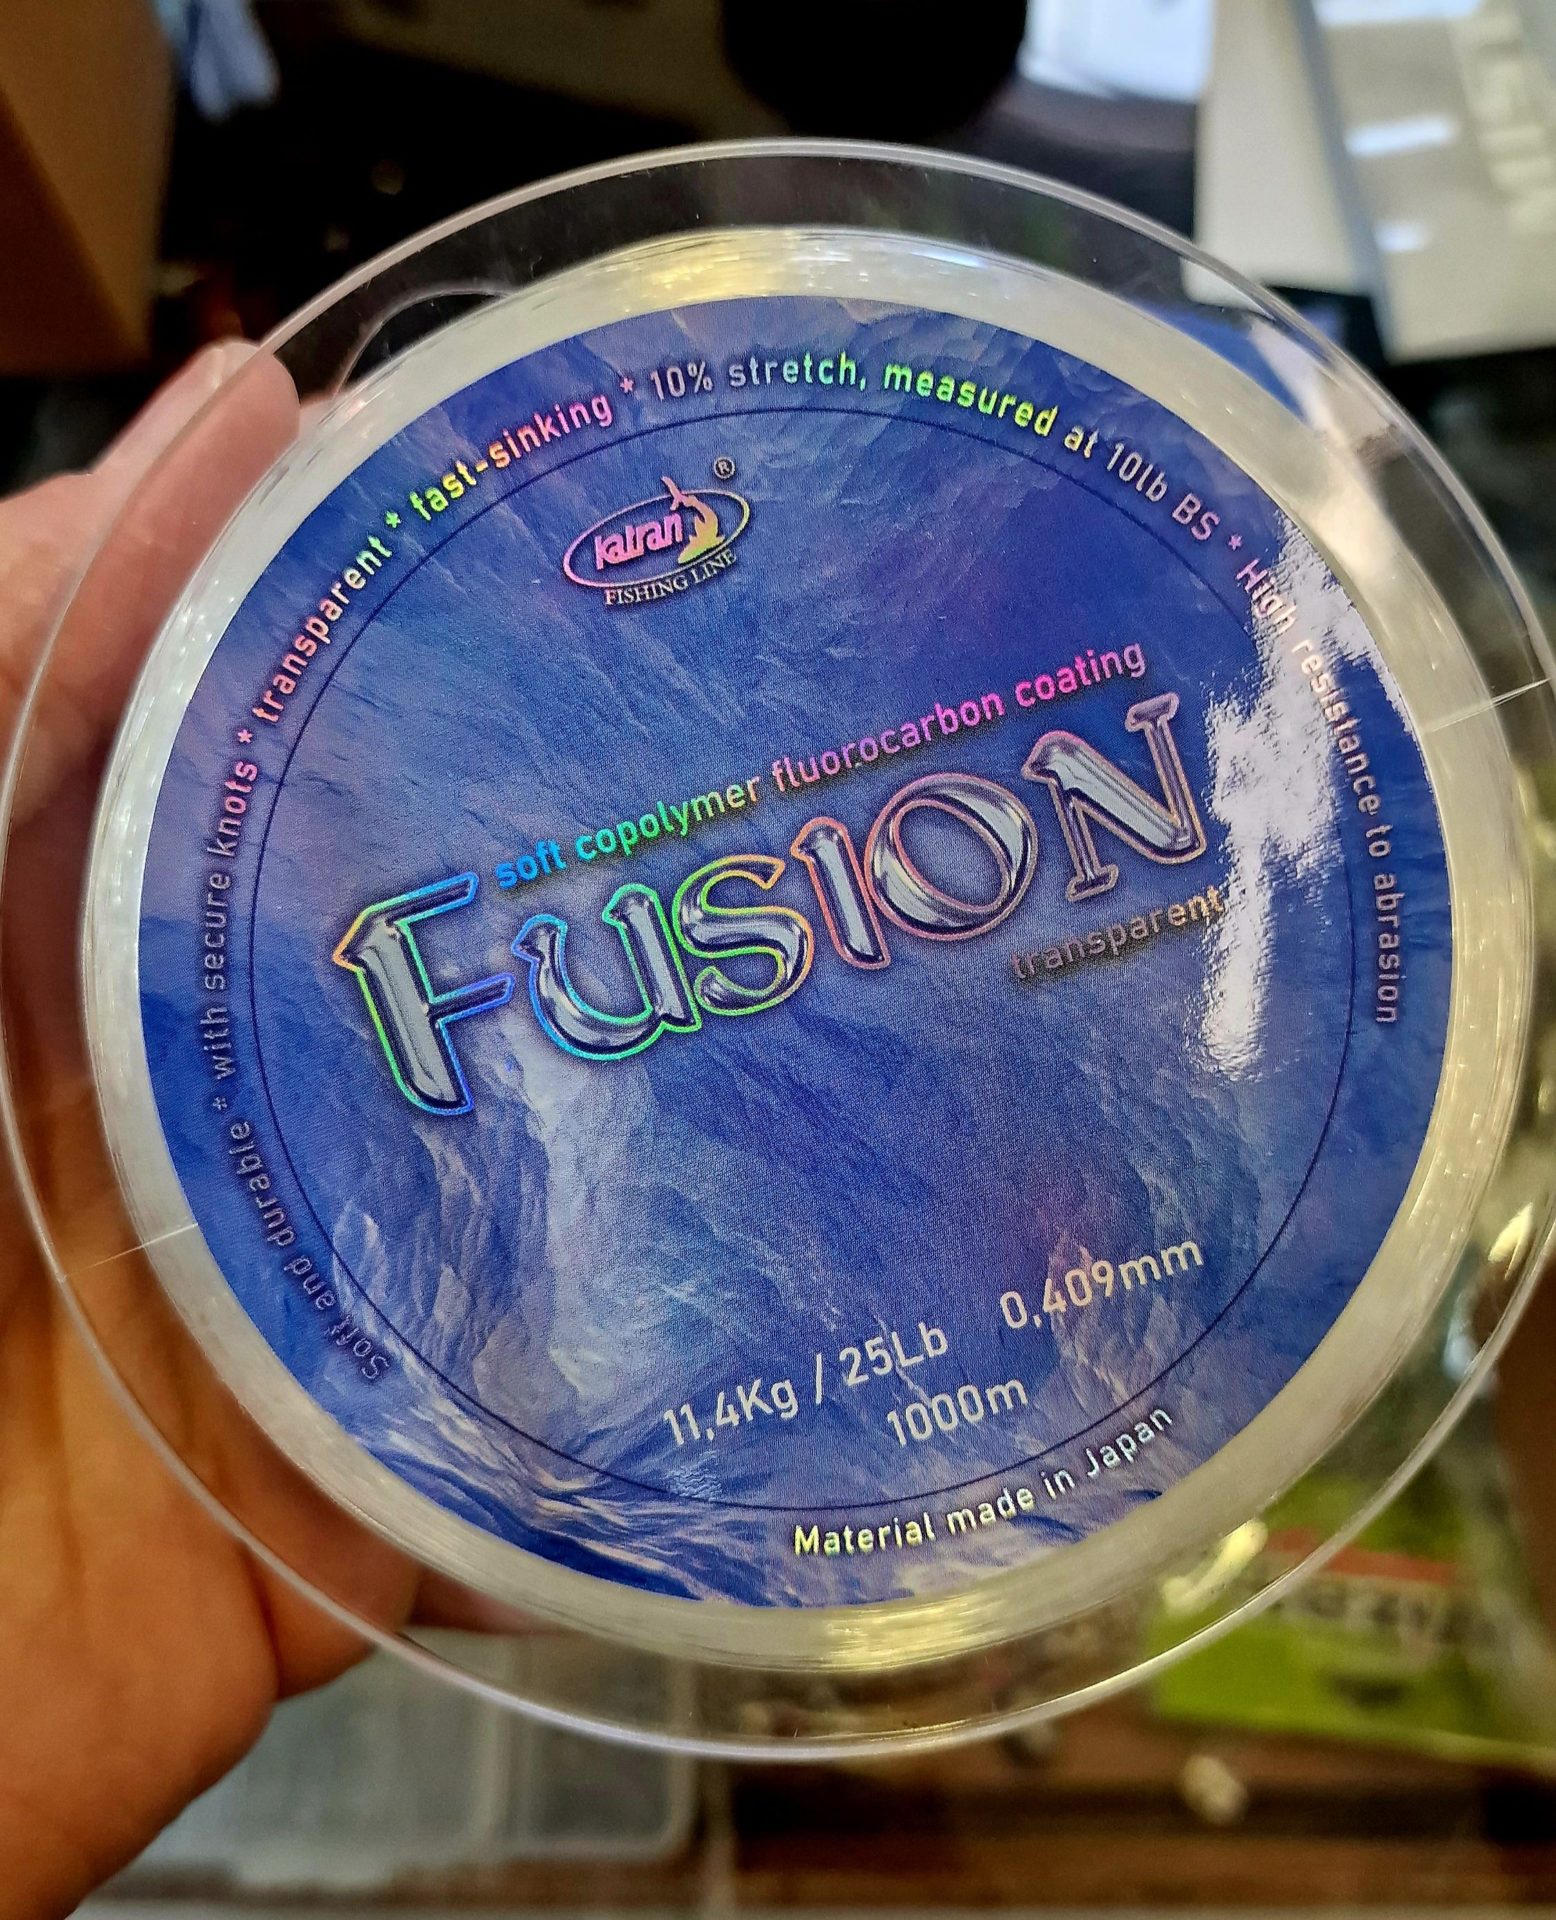 Soft and durable * with secure knots * transparent * fast-sinking * 10% stretch, measured at 10lb BS * High resistance to abrasion
katran ®
FISHING LINE
soft copolymer fluorocarbon coating
FusioN
transparent
11,4Kg / 25Lb 0,409mm
1000m
Material made in Japan